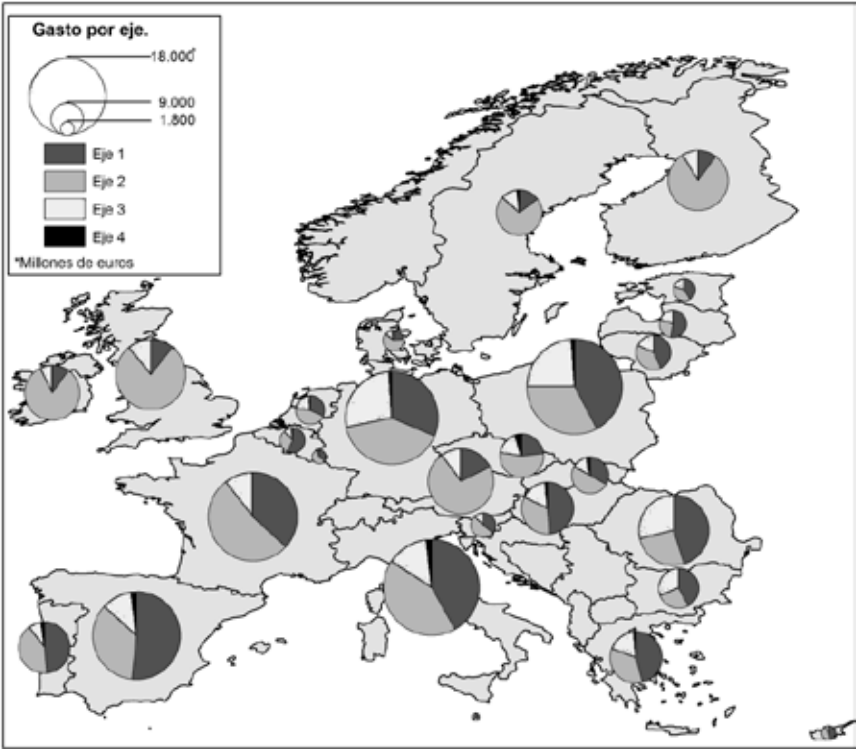 Gasto por eje.
18.000*
9.000
1.800
Eje 1
Eje 2
Eje 3
Eje 4
*Millones de euros